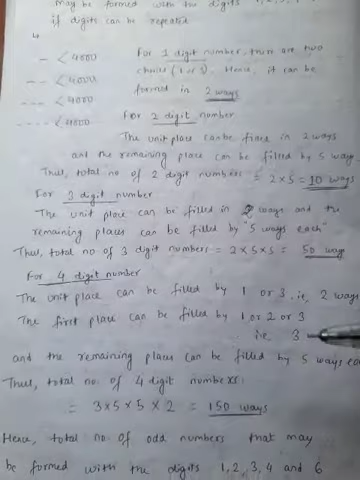 may be formed with the digits 1, 2, 3,
if digits can be repeated
4
- < 4000 For 1 digit number, there are two
-- < 4000 choices (1 or 3). Hence, it can be
--- < 4000 formed in 2 ways
---- < 4000 For 2 digit number
The unit place can be fixed in 2 ways
and the remaining place can be filled by 5 ways
Thus, total no of 2 digit numbers = 2 × 5 = 10 ways
For 3 digit number
The unit place can be filled in 2 ways and the
remaining places can be filled by "5 ways each"
Thus, total no of 3 digit numbers = 2×5×5 = 50 ways
For 4 digit number
The unit place can be filled by 1 or 3. i.e, 2 ways
The first place can be filled by 1 or 2 or 3
i.e 3
and the remaining places can be filled by 5 ways
Thus, total no. of 4 digit numbers:
= 3×5×5×2 = 150 ways
Hence, total no. of odd numbers that may
be formed with the digits 1, 2, 3, 4 and 6